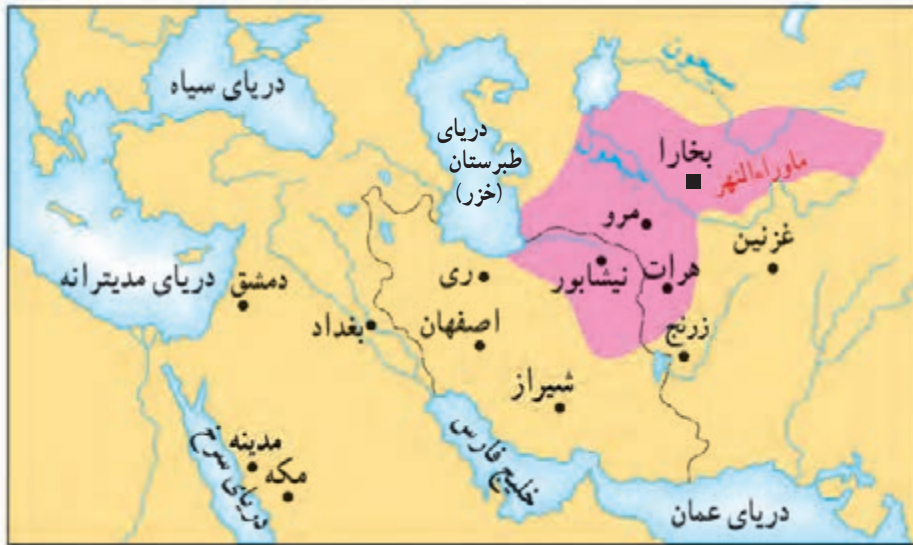 دریای سیاه
دریای
طبرستان
(خزر)
سیحون
جیحون
بخارا
ماوراءالنهر
مرو
غزنین
دریای مدیترانه
دمشق
ری
نیشابور
هرات
بغداد
اصفهان
زرنج
شیراز
مدینه
مکه
دریای سرخ
خلیج فارس
دریای عمان